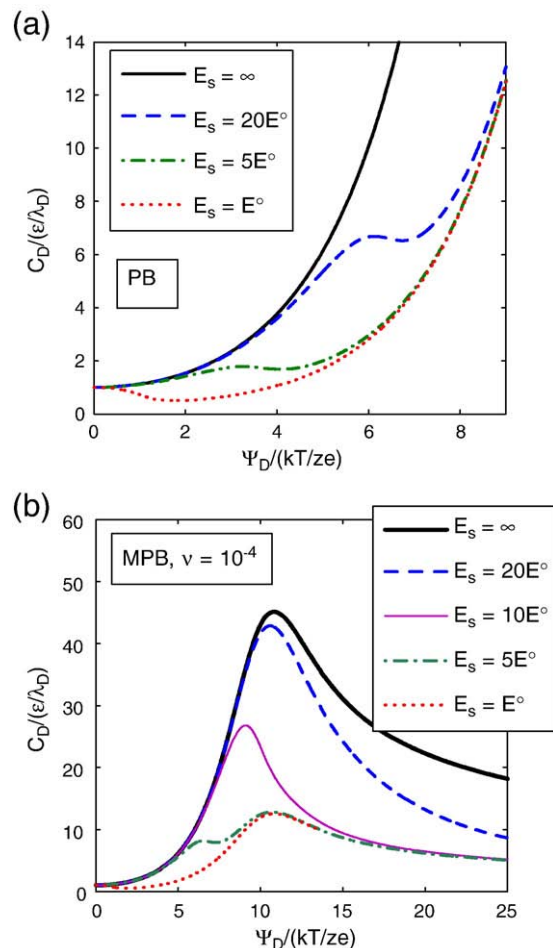 (a)
14
12
10
8
6
4
2
0
E_s = ∞
E_s = 20E°
E_s = 5E°
E_s = E°
PB
C_D/(ε/λ_D)
0 2 4 6 8
Ψ_D/(kT/ze)
(b)
60
50
40
30
20
10
0
MPB, ν = 10⁻⁴
E_s = ∞
E_s = 20E°
E_s = 10E°
E_s = 5E°
E_s = E°
C_D/(ε/λ_D)
0 5 10 15 20 25
Ψ_D/(kT/ze)